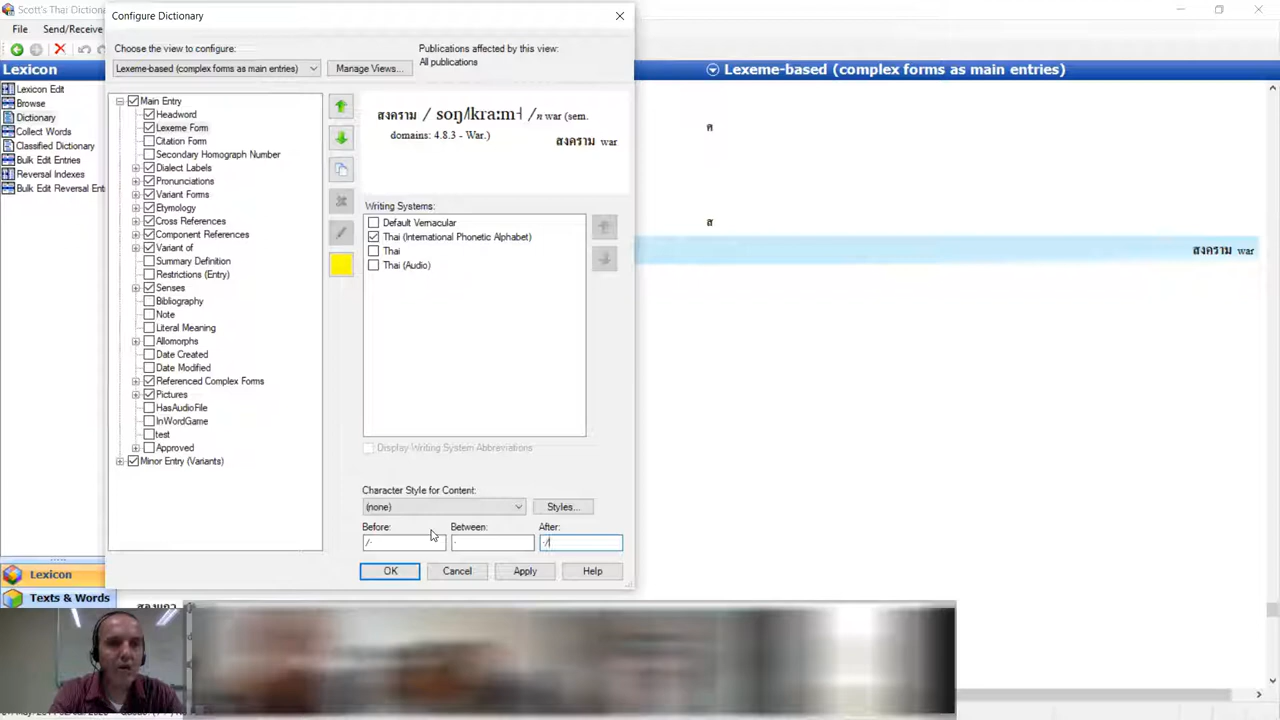 Scott's Thai Dictiona
File Send/Receive
Lexicon
Lexicon Edit
Browse
Dictionary
Collect Words
Classified Dictionary
Bulk Edit Entries
Reversal Indexes
Bulk Edit Reversal Ent
Lexicon
Texts & Words
Configure Dictionary
Choose the view to configure:
Lexeme-based (complex forms as main entries)
Manage Views...
Publications affected by this view:
All publications
Main Entry
Headword
Lexeme Form
Citation Form
Secondary Homograph Number
Dialect Labels
Pronunciations
Variant Forms
Etymology
Cross References
Component References
Variant of
Summary Definition
Restrictions (Entry)
Senses
Bibliography
Note
Literal Meaning
Allomorphs
Date Created
Date Modified
Referenced Complex Forms
Pictures
HasAudioFile
InWordGame
test
Approved
Minor Entry (Variants)
สงคราม / soŋ˩˥kraːm˧ / n war (sem.
domains: 4.8.3 - War.)
สงคราม war
Writing Systems:
Default Vernacular
Thai (International Phonetic Alphabet)
Thai
Thai (Audio)
Display Writing System Abbreviations
Character Style for Content:
(none)
Styles...
Before: Between: After:
/· · ·/
OK Cancel Apply Help
Lexeme-based (complex forms as main entries)
ค
ส
สงคราม war